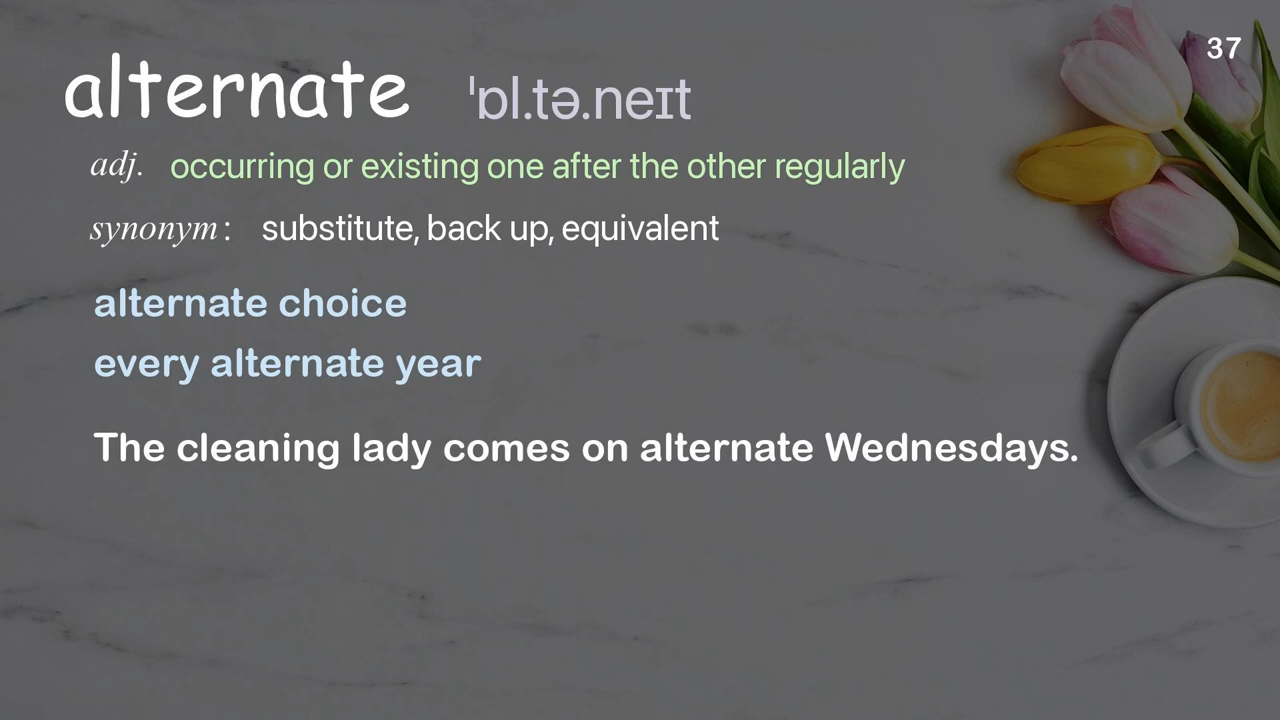 37
alternate ˈɒl.tə.neɪt
adj. occurring or existing one after the other regularly
synonym: substitute, back up, equivalent
alternate choice
every alternate year
The cleaning lady comes on alternate Wednesdays.